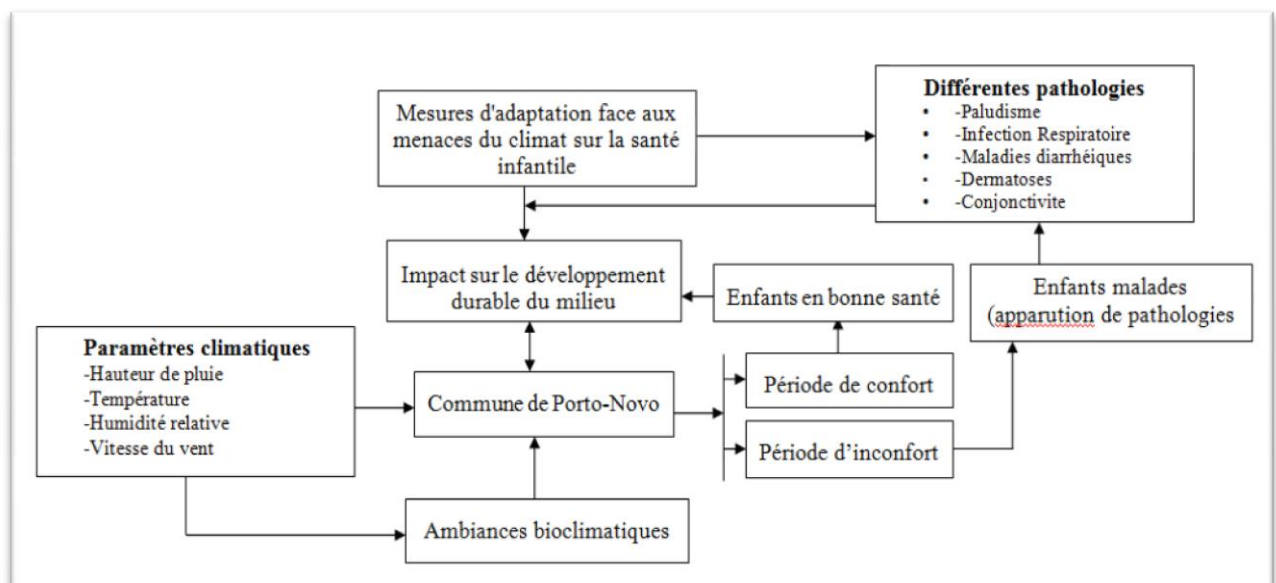 Mesures d'adaptation face aux
menaces du climat sur la santé
infantile
Différentes pathologies
• -Paludisme
• -Infection Respiratoire
• -Maladies diarrhéiques
• -Dermatoses
• -Conjonctivite
Impact sur le développement
durable du milieu
Enfants en bonne santé
Enfants malades
(apparution de pathologies
Paramètres climatiques
-Hauteur de pluie
-Température
-Humidité relative
-Vitesse du vent
Commune de Porto-Novo
Période de confort
Période d’inconfort
Ambiances bioclimatiques